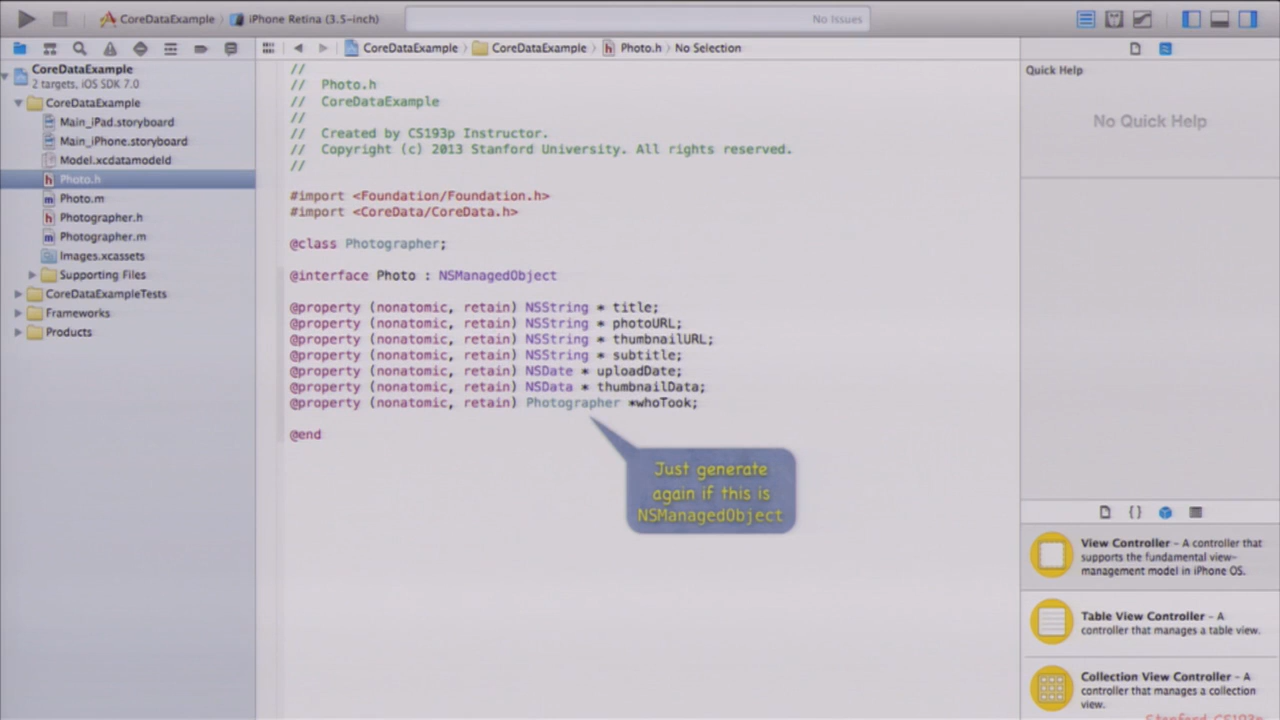 CoreDataExample
iPhone Retina (3.5-inch)
No Issues
CoreDataExample
CoreDataExample
Photo.h
No Selection
CoreDataExample
2 targets, iOS SDK 7.0
CoreDataExample
Main_iPad.storyboard
Main_iPhone.storyboard
Model.xcdatamodeld
Photo.h
Photo.m
Photographer.h
Photographer.m
Images.xcassets
Supporting Files
CoreDataExampleTests
Frameworks
Products
//
// Photo.h
// CoreDataExample
//
// Created by CS193p Instructor.
// Copyright (c) 2013 Stanford University. All rights reserved.
//
#import <Foundation/Foundation.h>
#import <CoreData/CoreData.h>
@class Photographer;
@interface Photo : NSManagedObject
@property (nonatomic, retain) NSString * title;
@property (nonatomic, retain) NSString * photoURL;
@property (nonatomic, retain) NSString * thumbnailURL;
@property (nonatomic, retain) NSString * subtitle;
@property (nonatomic, retain) NSDate * uploadDate;
@property (nonatomic, retain) NSData * thumbnailData;
@property (nonatomic, retain) Photographer *whoTook;
@end
Just generate
again if this is
NSManagedObject
Quick Help
No Quick Help
{}
View Controller - A controller that
supports the fundamental view-
management model in iPhone OS.
Table View Controller - A
controller that manages a table view.
Collection View Controller - A
controller that manages a collection
view.
Stanford CS193p